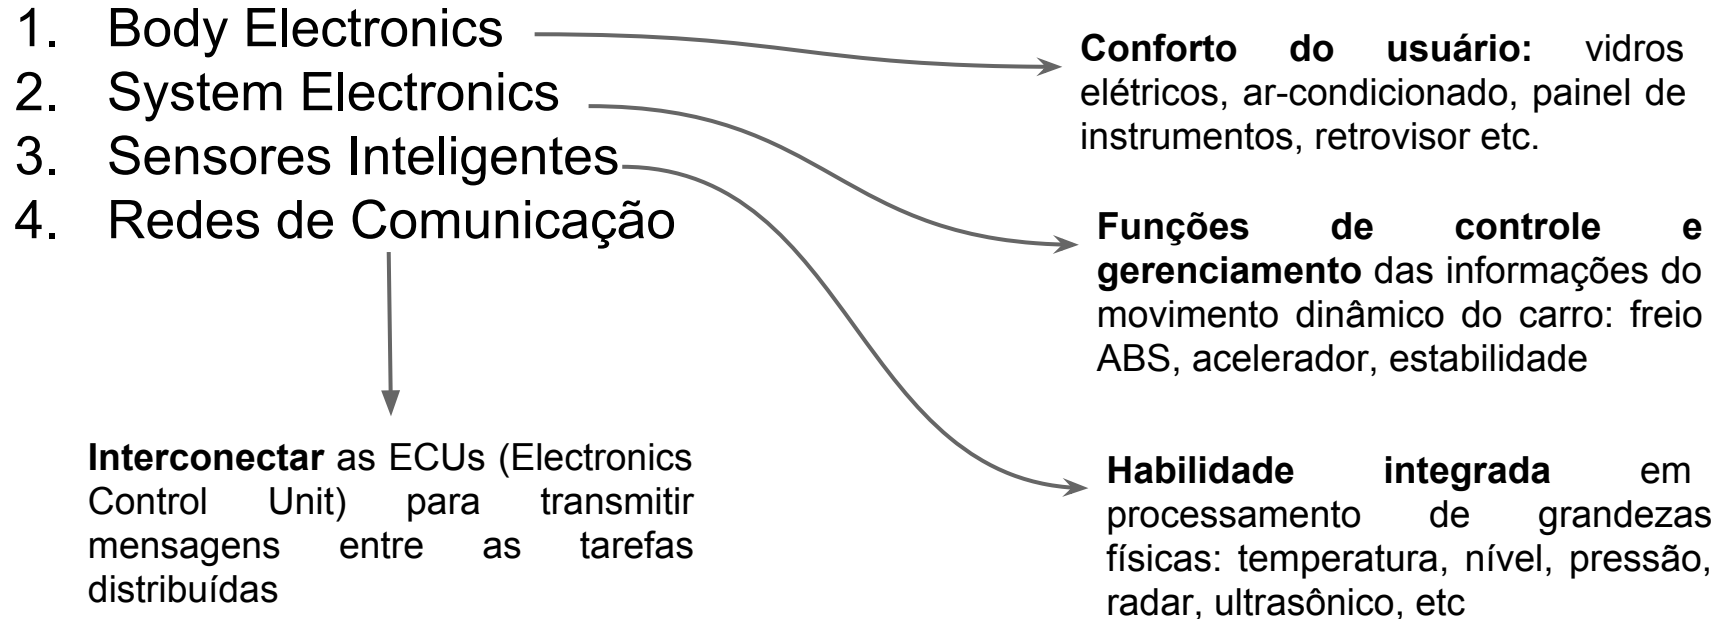 1. Body Electronics
2. System Electronics
3. Sensores Inteligentes
4. Redes de Comunicação
Conforto do usuário: vidros
elétricos, ar-condicionado, painel de
instrumentos, retrovisor etc.
Funções de controle e
gerenciamento das informações do
movimento dinâmico do carro: freio
ABS, acelerador, estabilidade
Habilidade integrada em
processamento de grandezas
físicas: temperatura, nível, pressão,
radar, ultrasônico, etc
Interconectar as ECUs (Electronics
Control Unit) para transmitir
mensagens entre as tarefas
distribuídas